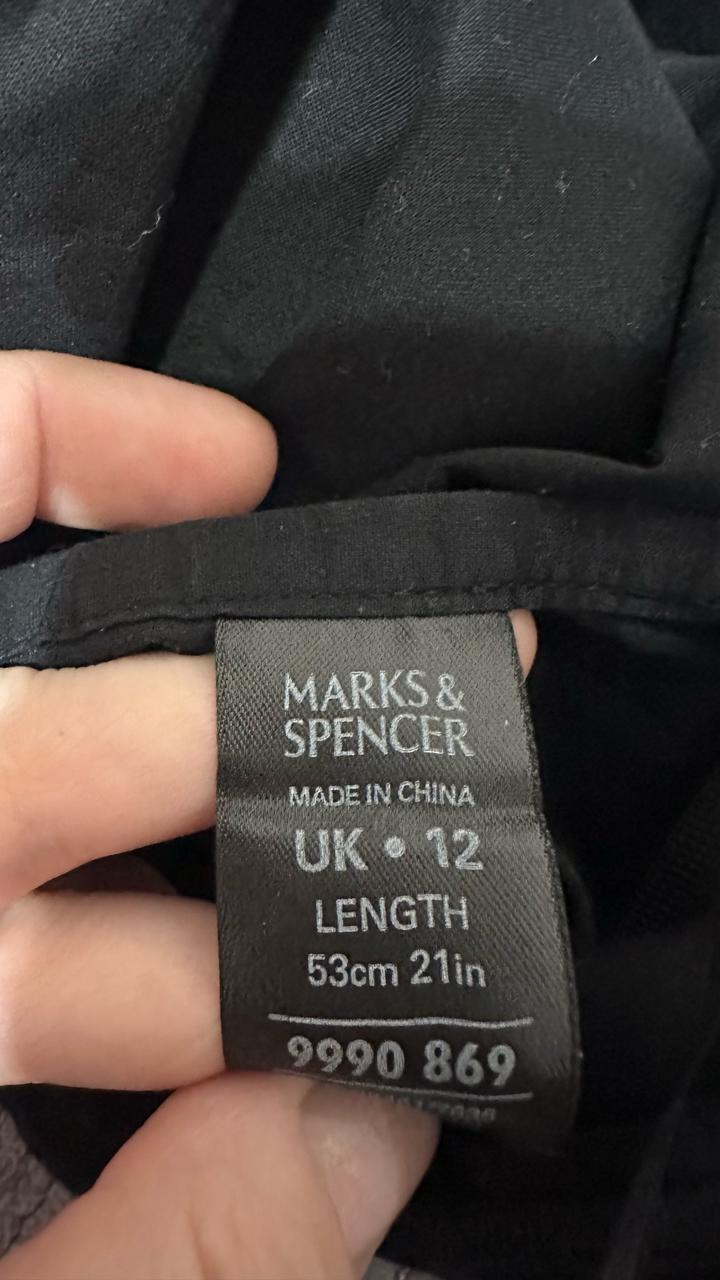 MARKS &
SPENCER
MADE IN CHINA
UK • 12
LENGTH
53cm 21in
9990 869